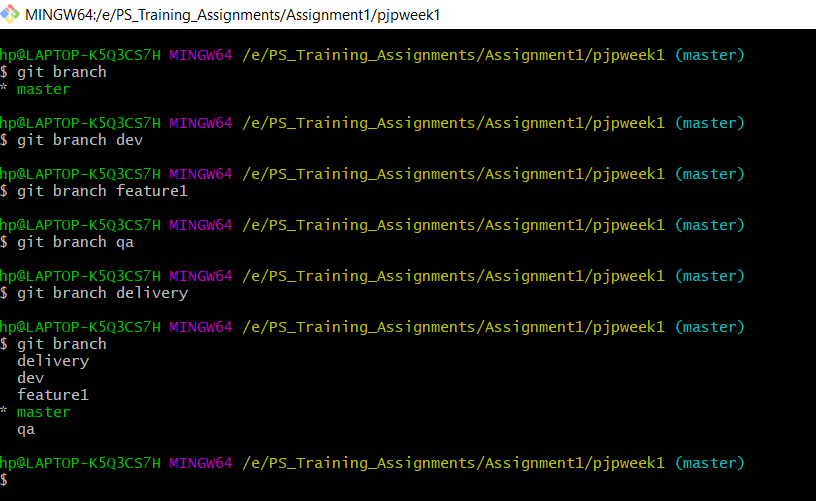 MINGW64:/e/PS_Training_Assignments/Assignment1/pjpweek1
hp@LAPTOP-K5Q3CS7H MINGW64 /e/PS_Training_Assignments/Assignment1/pjpweek1 (master)
$ git branch
* master
hp@LAPTOP-K5Q3CS7H MINGW64 /e/PS_Training_Assignments/Assignment1/pjpweek1 (master)
$ git branch dev
hp@LAPTOP-K5Q3CS7H MINGW64 /e/PS_Training_Assignments/Assignment1/pjpweek1 (master)
$ git branch feature1
hp@LAPTOP-K5Q3CS7H MINGW64 /e/PS_Training_Assignments/Assignment1/pjpweek1 (master)
$ git branch qa
hp@LAPTOP-K5Q3CS7H MINGW64 /e/PS_Training_Assignments/Assignment1/pjpweek1 (master)
$ git branch delivery
hp@LAPTOP-K5Q3CS7H MINGW64 /e/PS_Training_Assignments/Assignment1/pjpweek1 (master)
$ git branch
  delivery
  dev
  feature1
* master
  qa
hp@LAPTOP-K5Q3CS7H MINGW64 /e/PS_Training_Assignments/Assignment1/pjpweek1 (master)
$